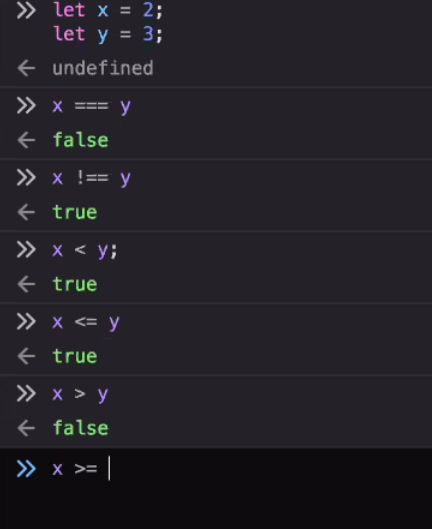 >> let x = 2;
let y = 3;
← undefined
>> x === y
← false
>> x !== y
← true
>> x < y;
← true
>> x <= y
← true
>> x > y
← false
>> x >=